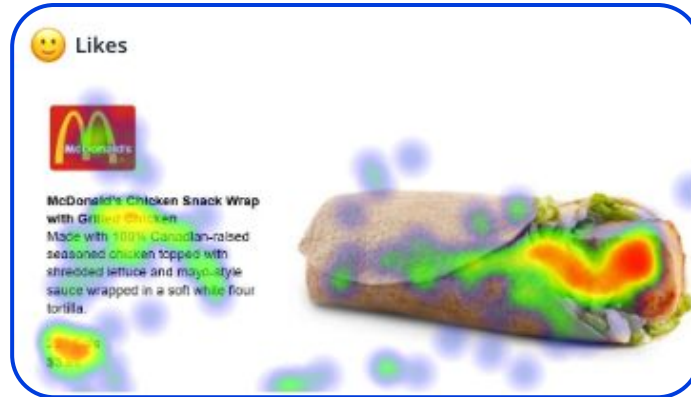 Likes
McDonald's
McDonald's Chicken Snack Wrap
with Grilled Chicken
Made with 100% Canadian-raised
seasoned chicken topped with
shredded lettuce and mayo-style
sauce wrapped in a soft white flour
tortilla.